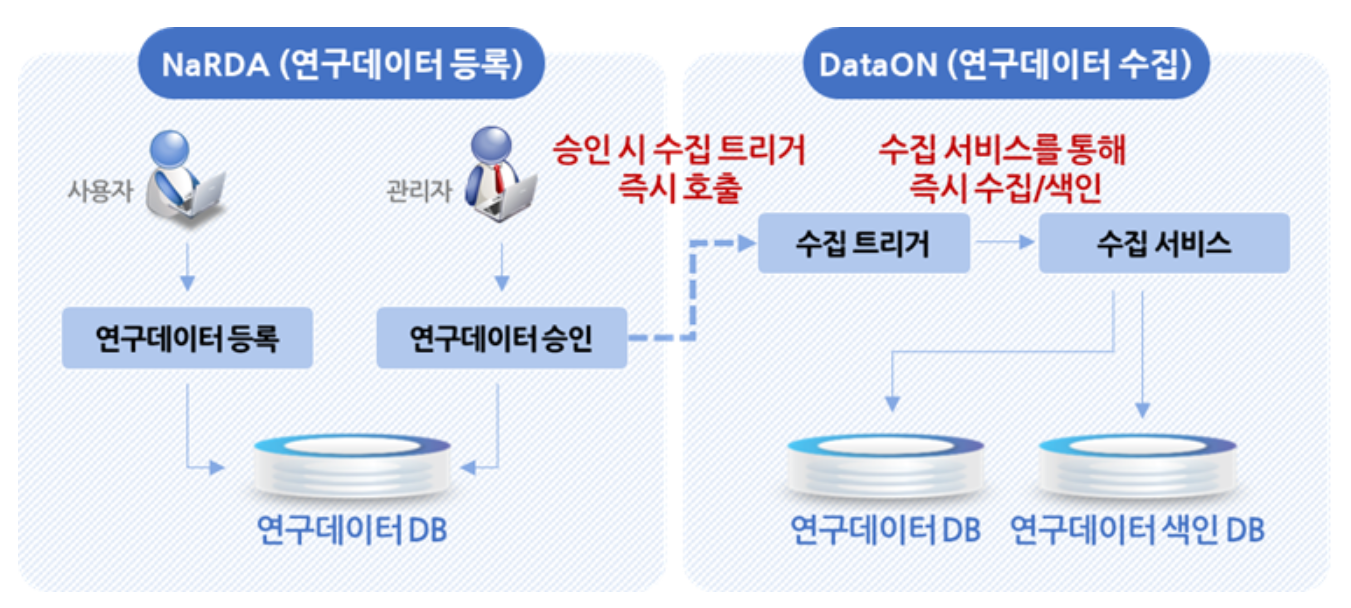 NaRDA (연구데이터 등록)
사용자
관리자
연구데이터 등록
연구데이터 승인
연구데이터 DB
승인 시 수집 트리거
즉시 호출
DataON (연구데이터 수집)
수집 서비스를 통해
즉시 수집/색인
수집 트리거
수집 서비스
연구데이터 DB
연구데이터 색인 DB